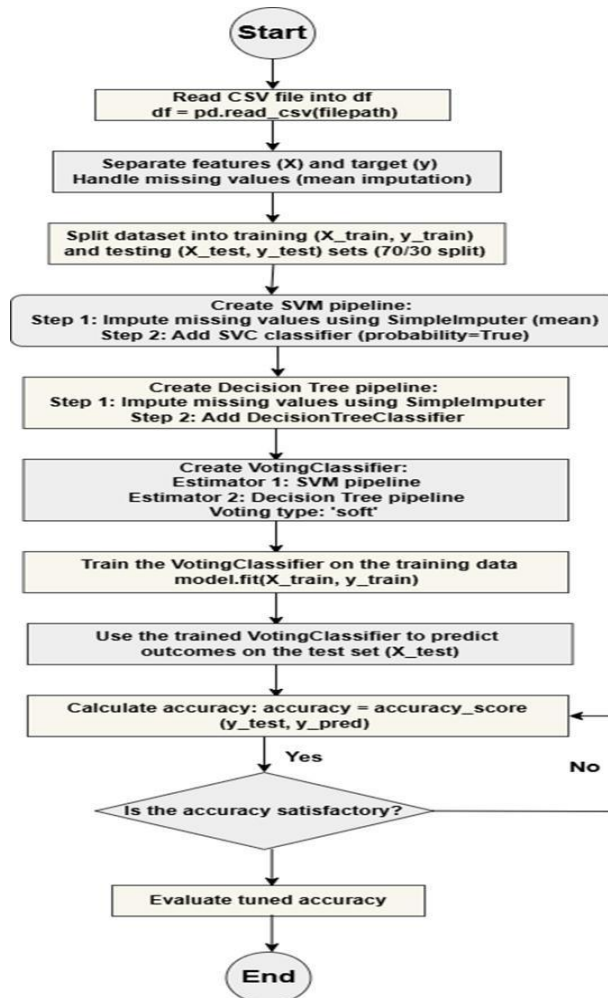 Start
Read CSV file into df
df = pd.read_csv(filepath)
Separate features (X) and target (y)
Handle missing values (mean imputation)
Split dataset into training (X_train, y_train)
and testing (X_test, y_test) sets (70/30 split)
Create SVM pipeline:
Step 1: Impute missing values using SimpleImputer (mean)
Step 2: Add SVC classifier (probability=True)
Create Decision Tree pipeline:
Step 1: Impute missing values using SimpleImputer
Step 2: Add DecisionTreeClassifier
Create VotingClassifier:
Estimator 1: SVM pipeline
Estimator 2: Decision Tree pipeline
Voting type: 'soft'
Train the VotingClassifier on the training data
model.fit(X_train, y_train)
Use the trained VotingClassifier to predict
outcomes on the test set (X_test)
Calculate accuracy: accuracy = accuracy_score
(y_test, y_pred)
Yes
No
Is the accuracy satisfactory?
Evaluate tuned accuracy
End